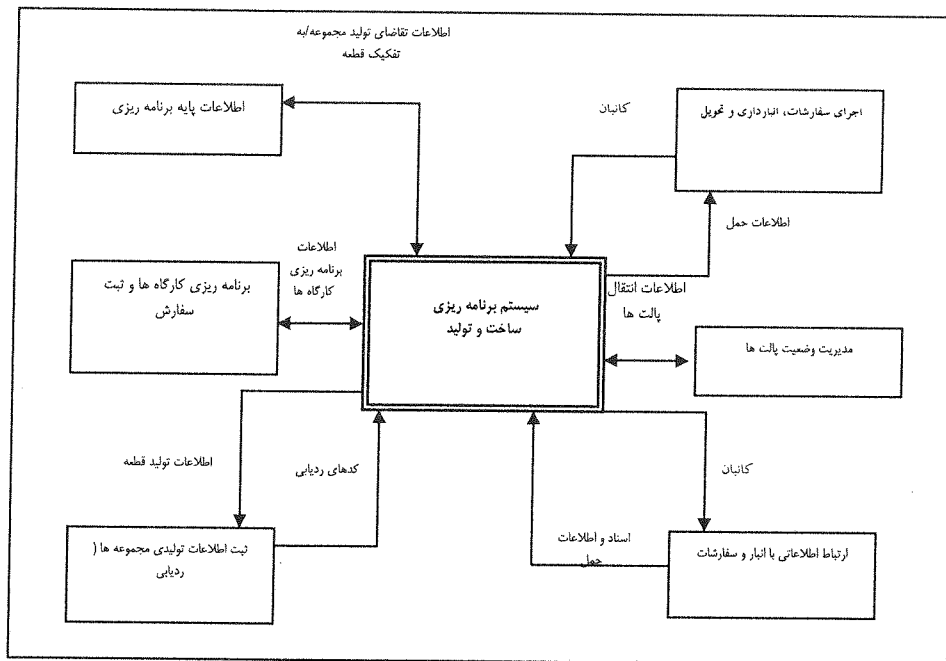 اطلاعات تقاضای تولید مجموعه/به
تفکیک قطعه
اطلاعات پایه برنامه ریزی
کانبان
اجرای سفارشات، انبارداری و تحویل
اطلاعات حمل
اطلاعات
برنامه ریزی
کارگاه ها
برنامه ریزی کارگاه ها و ثبت
سفارش
سیستم برنامه ریزی
ساخت و تولید
اطلاعات انتقال
پالت ها
مدیریت وضعیت پالت ها
اطلاعات تولید قطعه
کدهای ردیابی
کانبان
ثبت اطلاعات تولیدی مجموعه ها (
ردیابی
اسناد و اطلاعات
حمل
ارتباط اطلاعاتی با انبار و سفارشات